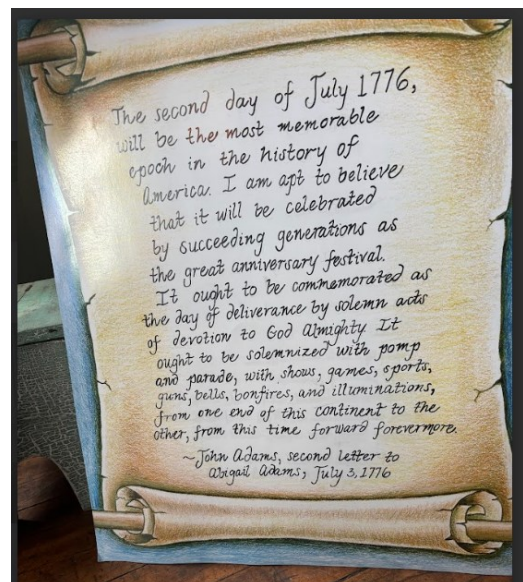 The second day of July 1776,
will be the most memorable
epoch in the history of
America. I am apt to believe
that it will be celebrated
by succeeding generations as
the great anniversary festival.
It ought to be commemorated as
the day of deliverance by solemn acts
of devotion to God Almighty It
ought to be solemnized with pomp
and parade, with shows, games, sports,
guns, bells, bonfires, and illuminations,
from one end of this continent to the
other, from this time forward forevermore.
~John Adams, second letter to
Abigail Adams, July 3, 1776